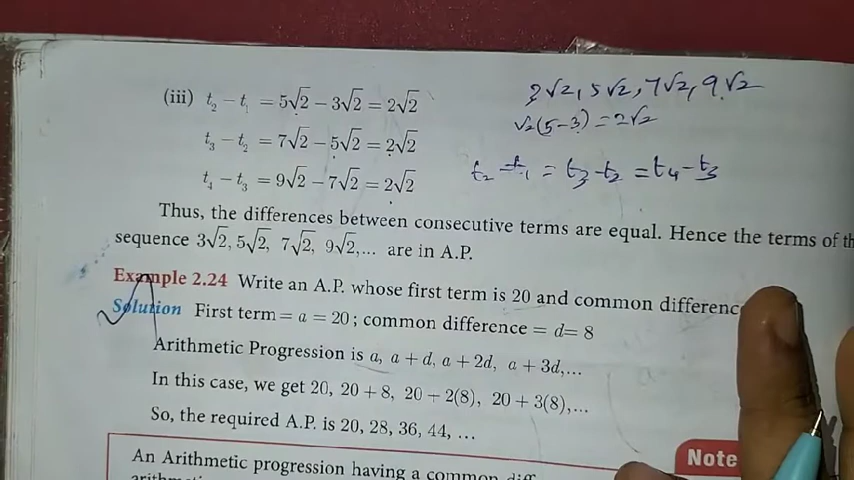 (iii) t₂ − t₁ = 5√2 − 3√2 = 2√2
3√2, 5√2, 7√2, 9√2
√2(5−3) = 2√2
t₃ − t₂ = 7√2 − 5√2 = 2√2
t₂ − t₁ = t₃ − t₂ = t₄ − t₃
t₄ − t₃ = 9√2 − 7√2 = 2√2
Thus, the differences between consecutive terms are equal. Hence the terms of th
sequence 3√2, 5√2, 7√2, 9√2,... are in A.P.
Example 2.24 Write an A.P. whose first term is 20 and common differenc
Solution First term = a = 20 ; common difference = d = 8
Arithmetic Progression is a, a + d, a + 2d, a + 3d,...
In this case, we get 20, 20 + 8, 20 + 2(8), 20 + 3(8),...
So, the required A.P. is 20, 28, 36, 44, ...
Note
An Arithmetic progression having a common